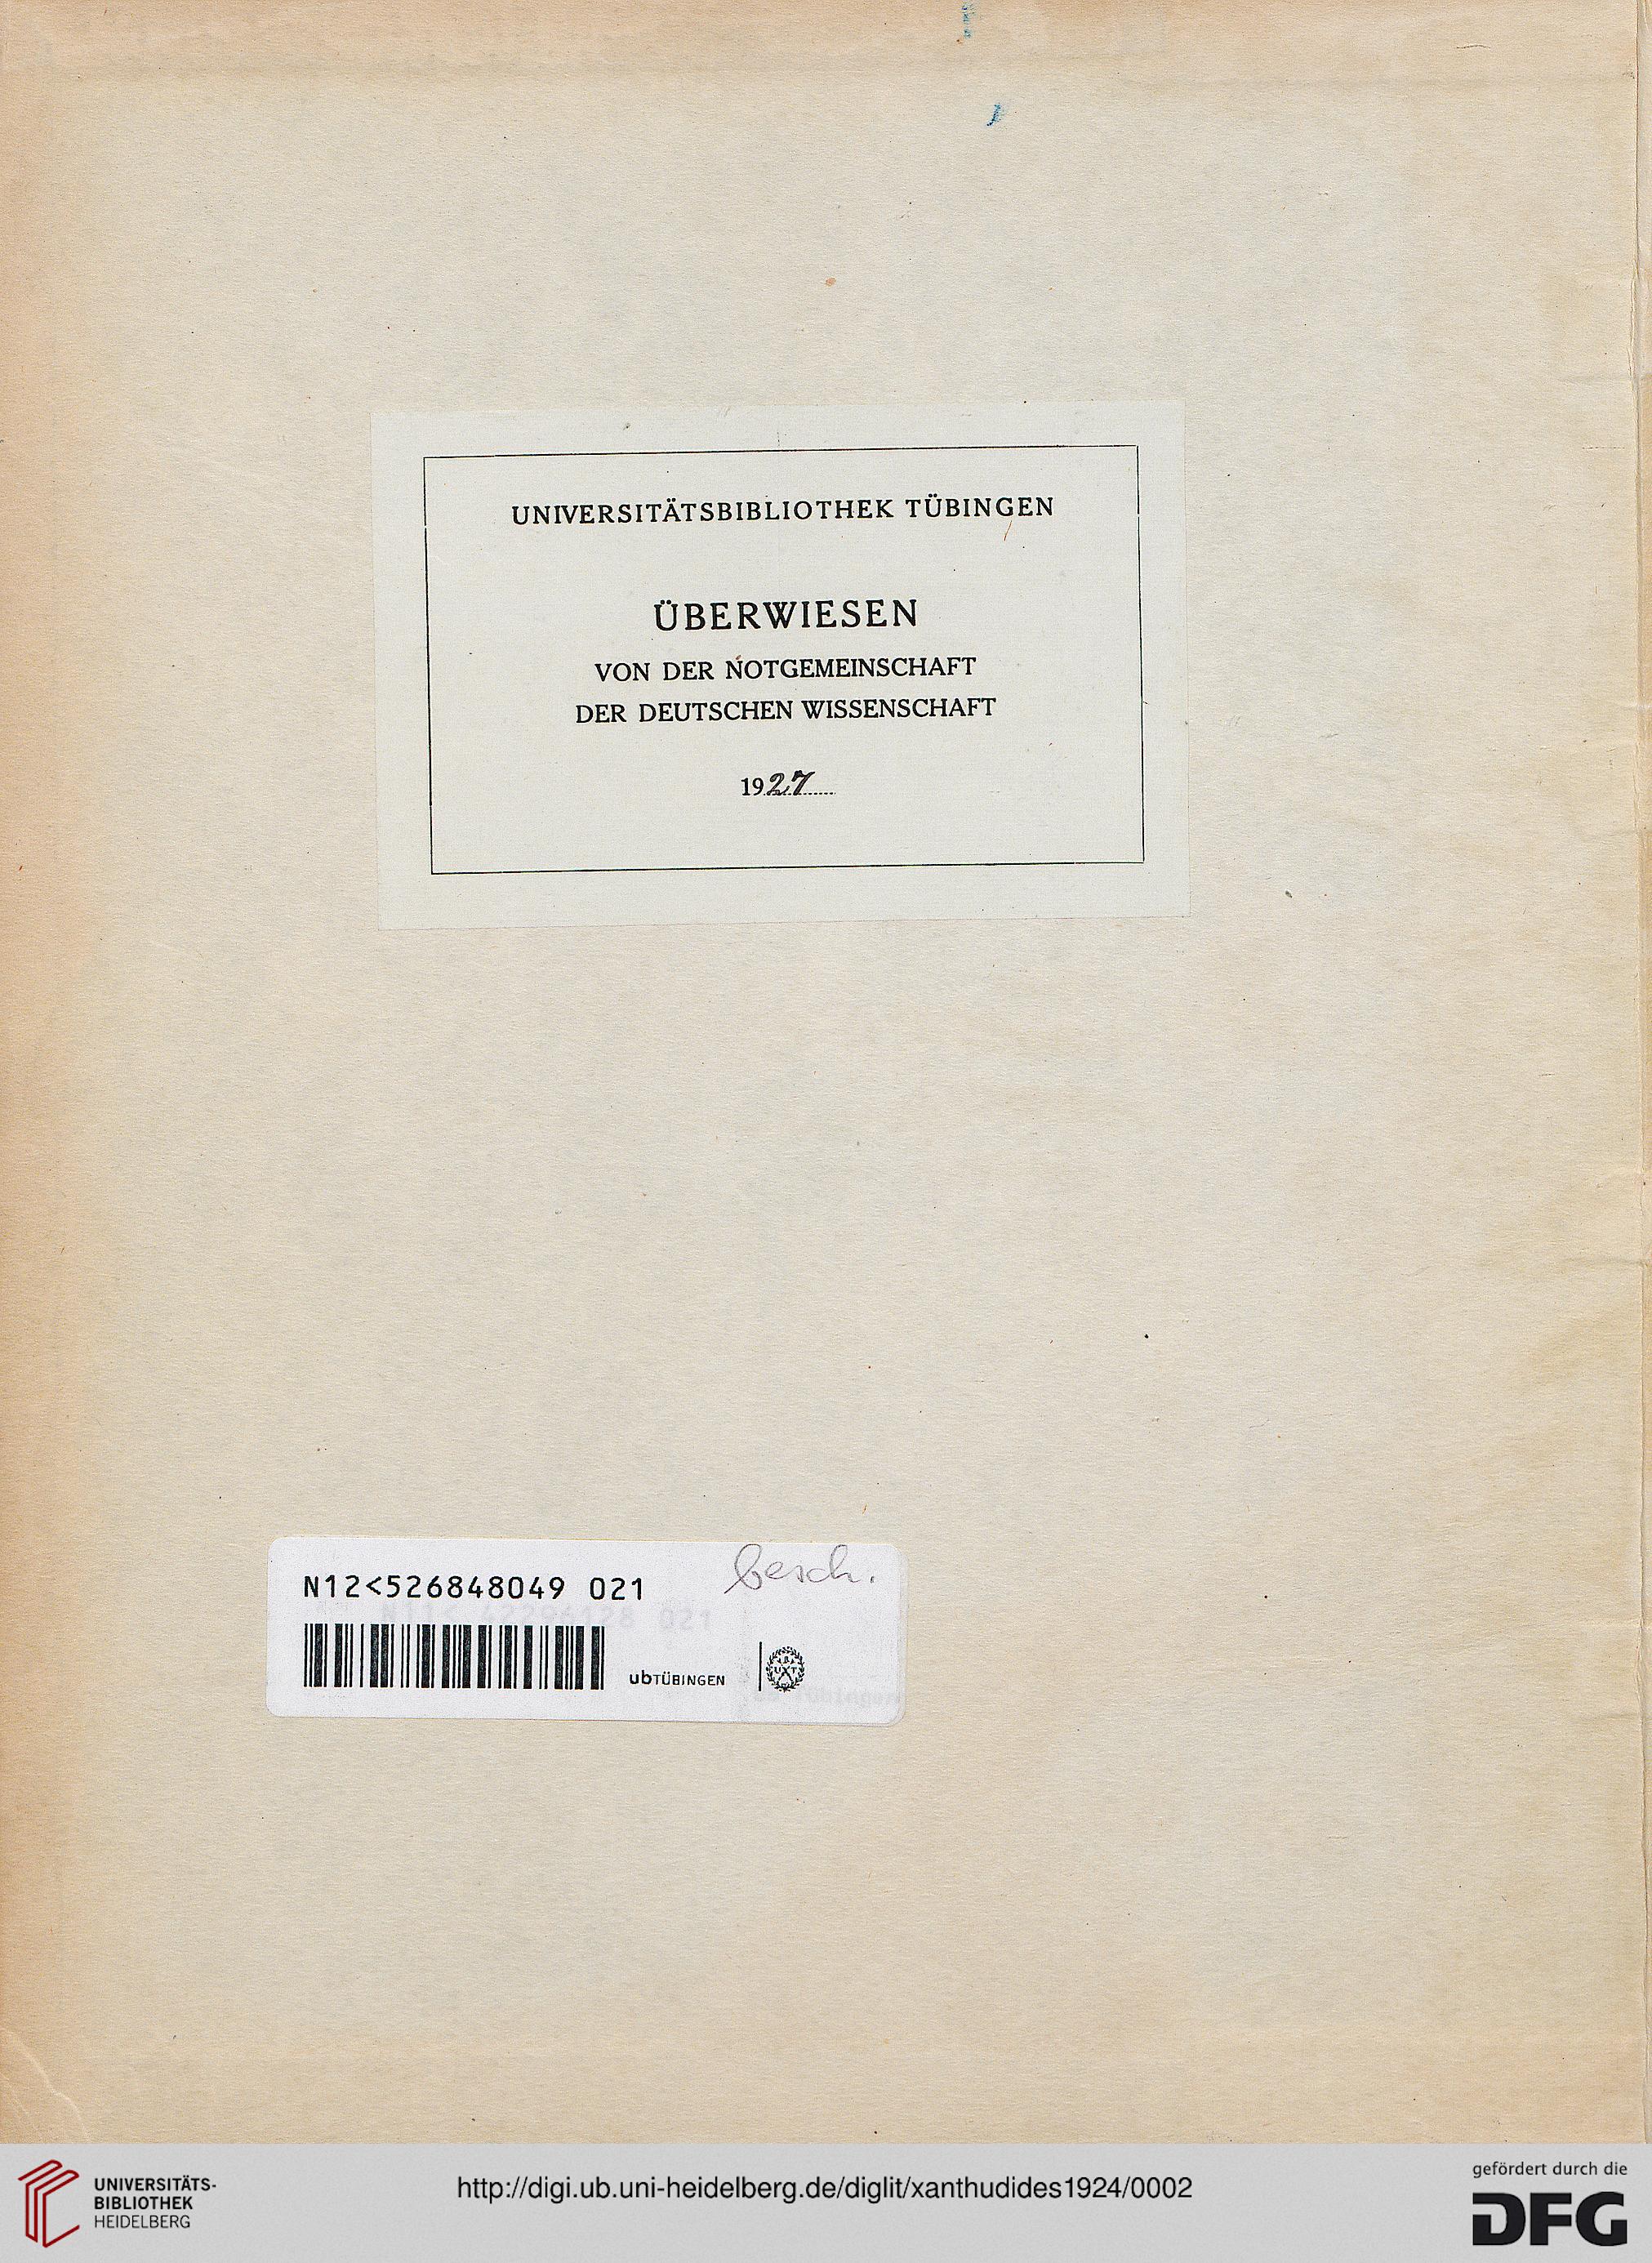 UNIVERSITÄTSBIBLIOTHEK TÜBINGEN
ÜBERWIESEN
VON DER NOTGEMEINSCHAFT
DER DEUTSCHEN WISSENSCHAFT
1927
besch.
N12<526848049 021
ubTÜBINGEN
UNIVERSITÄTS-
BIBLIOTHEK
HEIDELBERG
http://digi.ub.uni-heidelberg.de/diglit/xanthudides1924/0002
gefördert durch die
DFG